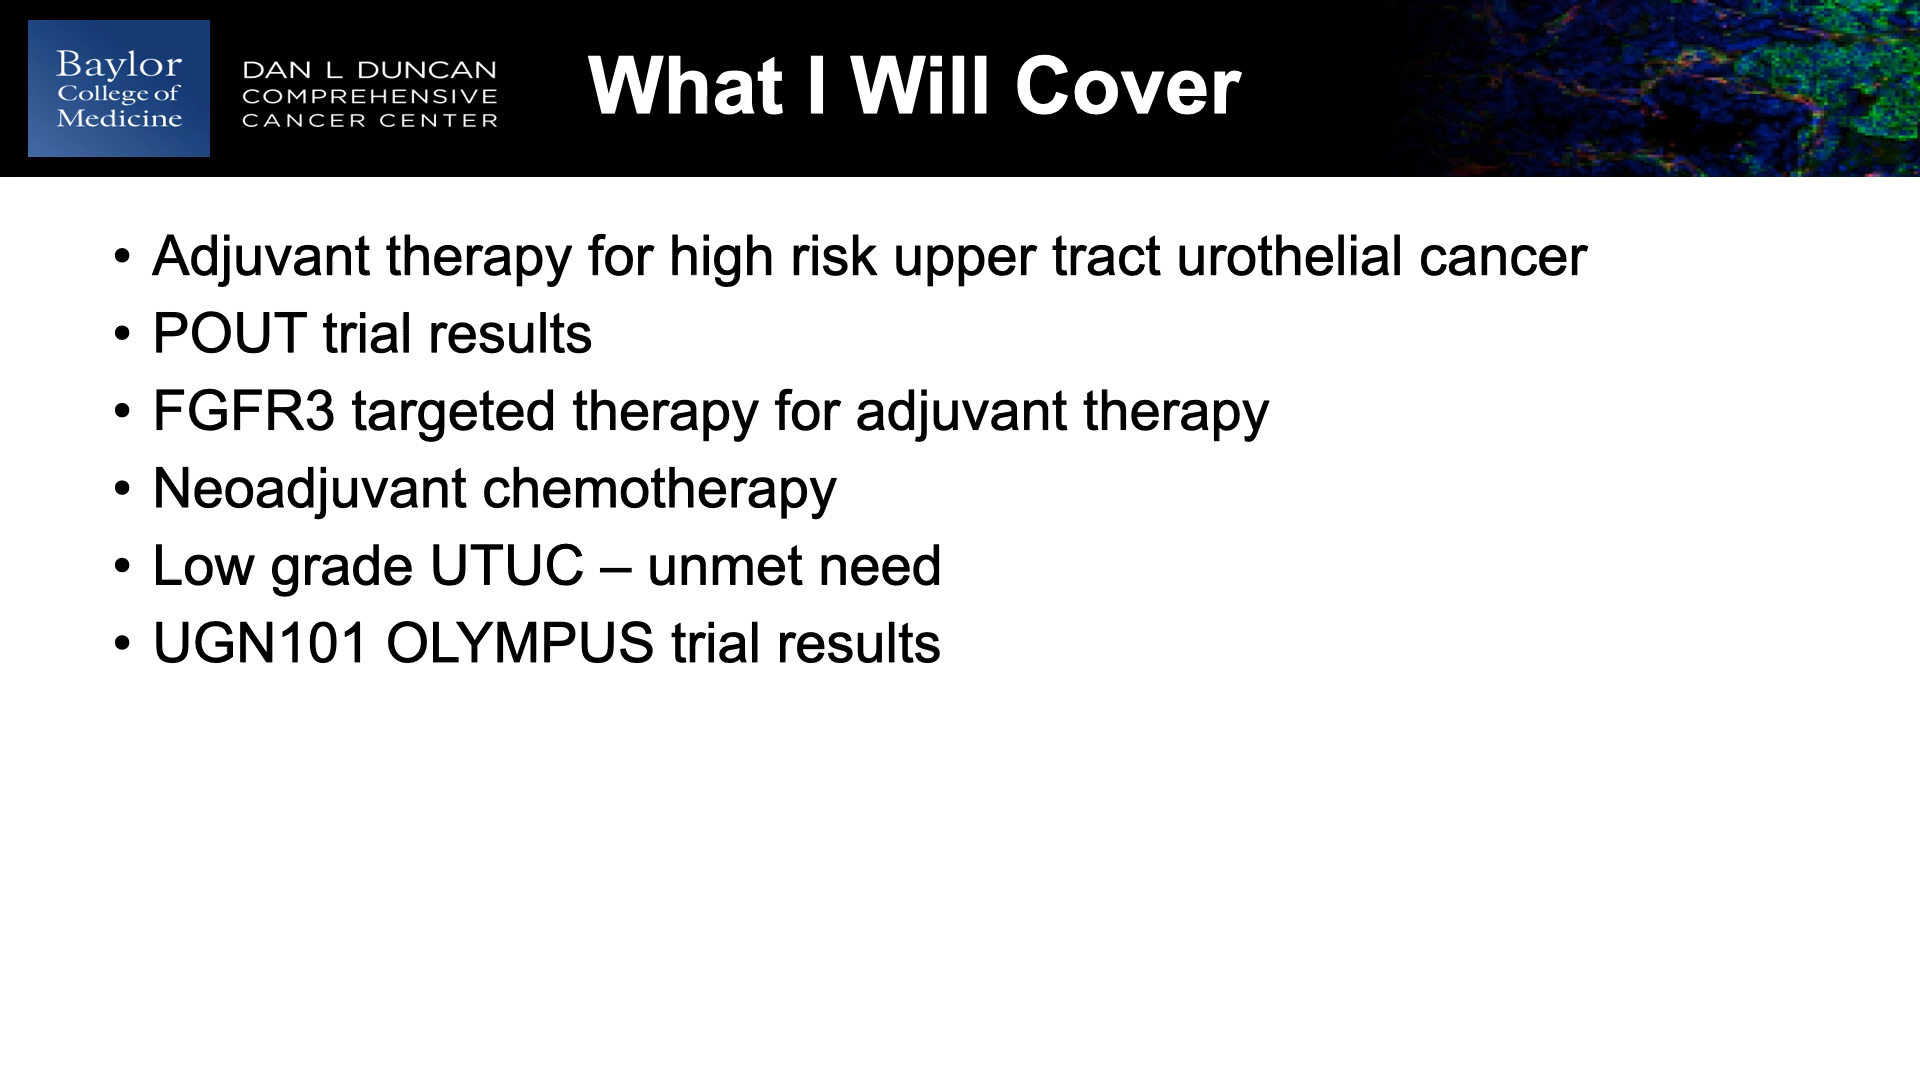 Baylor
College of
Medicine
DAN L DUNCAN
COMPREHENSIVE
CANCER CENTER
What I Will Cover
• Adjuvant therapy for high risk upper tract urothelial cancer
• POUT trial results
• FGFR3 targeted therapy for adjuvant therapy
• Neoadjuvant chemotherapy
• Low grade UTUC – unmet need
• UGN101 OLYMPUS trial results